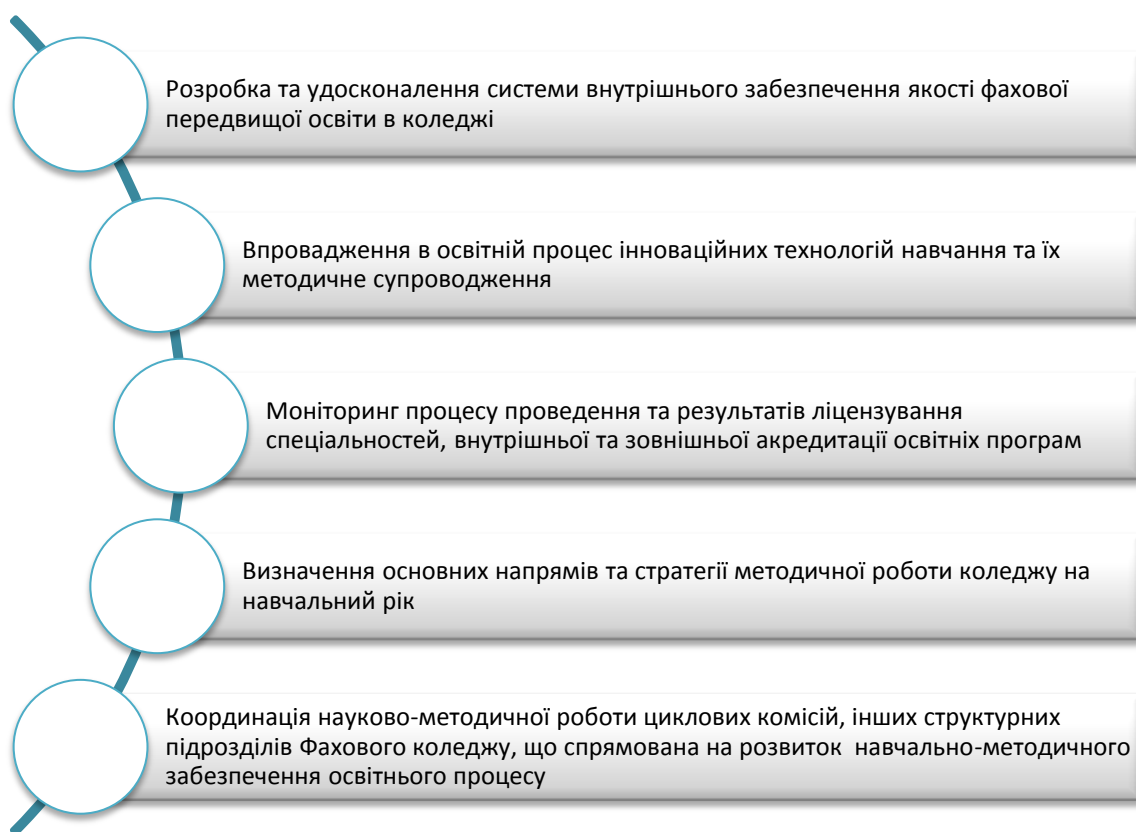 Розробка та удосконалення системи внутрішнього забезпечення якості фахової
передвищої освіти в коледжі
Впровадження в освітній процес інноваційних технологій навчання та їх
методичне супроводження
Моніторинг процесу проведення та результатів ліцензування
спеціальностей, внутрішньої та зовнішньої акредитації освітніх програм
Визначення основних напрямів та стратегії методичної роботи коледжу на
навчальний рік
Координація науково-методичної роботи циклових комісій, інших структурних
підрозділів Фахового коледжу, що спрямована на розвиток  навчально-методичного
забезпечення освітнього процесу